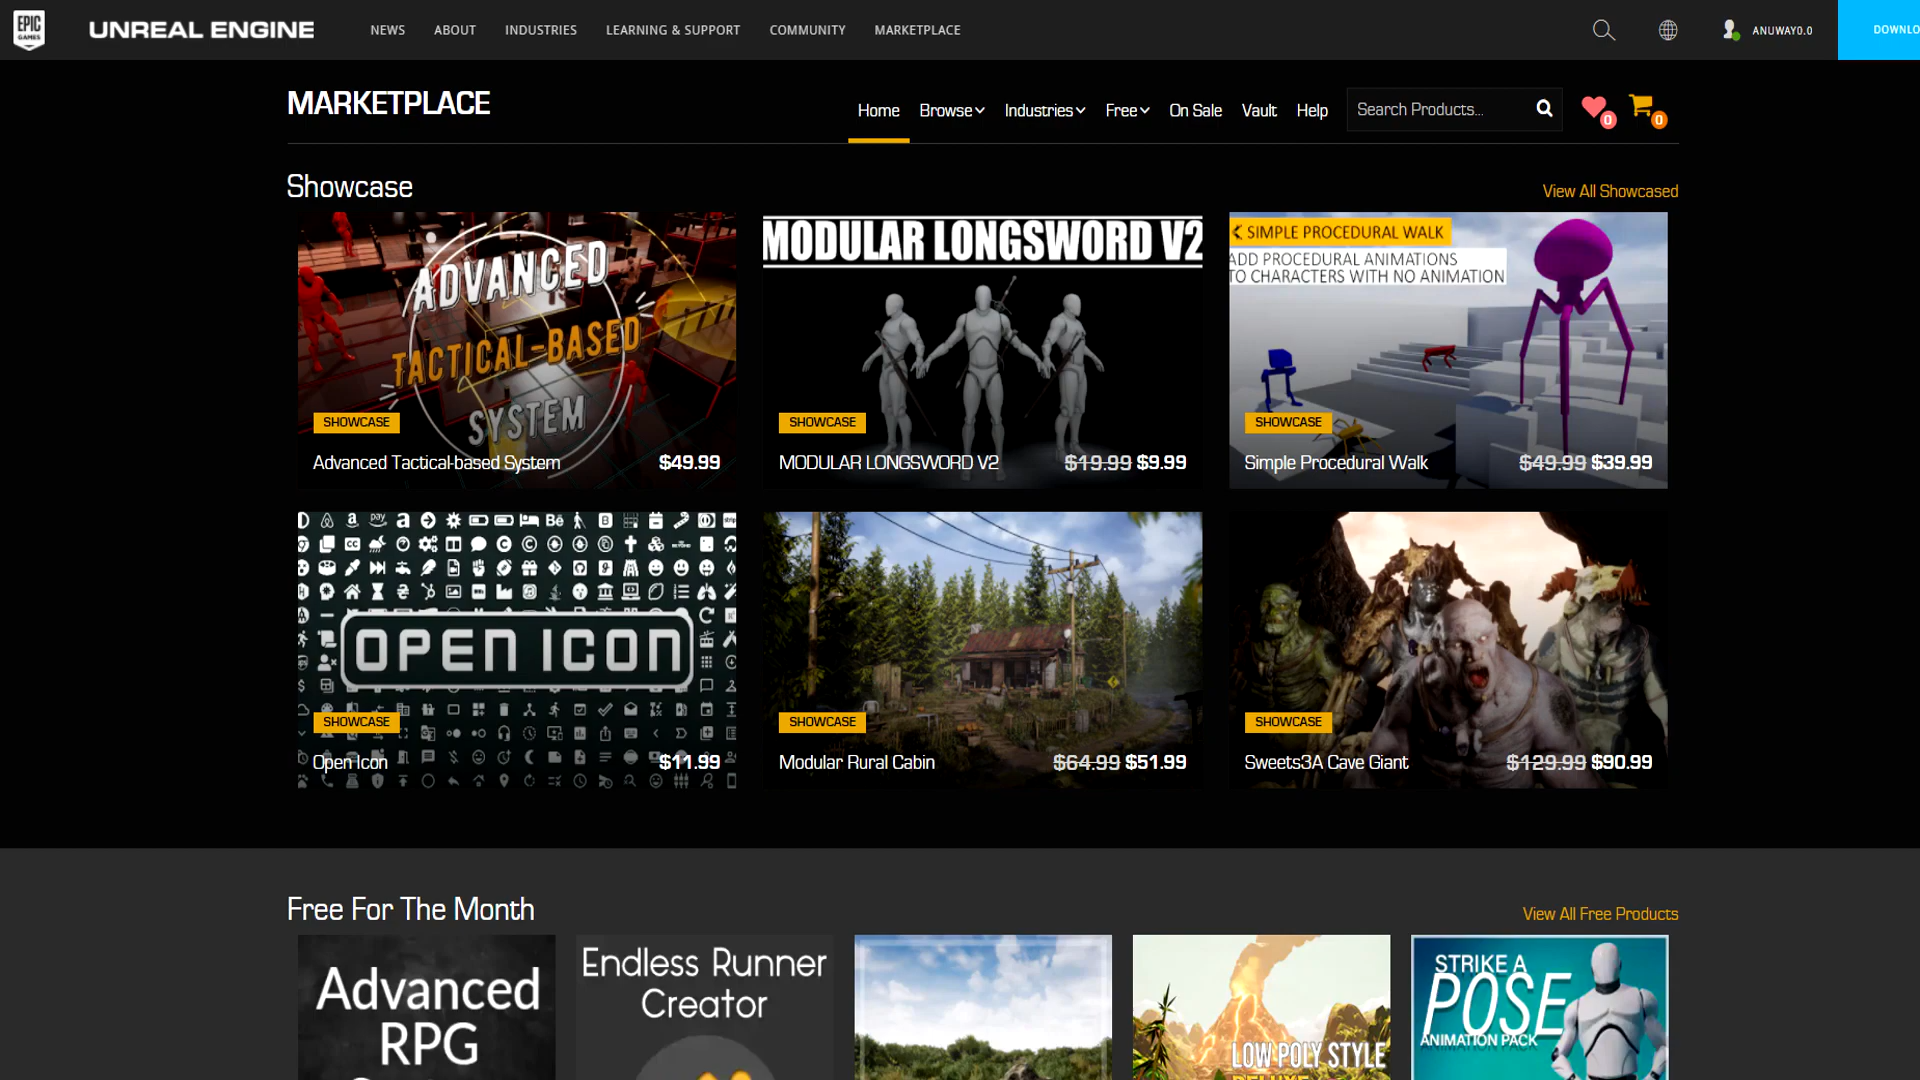 EPIC
GAMES
UNREAL ENGINE
NEWS
ABOUT
INDUSTRIES
LEARNING & SUPPORT
COMMUNITY
MARKETPLACE
ANUWAY0.0
DOWNLO
MARKETPLACE
Home
Browse
Industries
Free
On Sale
Vault
Help
Search Products...
0
0
Showcase
View All Showcased
ADVANCED
TACTICAL-BASED
SYSTEM
SHOWCASE
Advanced Tactical-based System
$49.99
MODULAR LONGSWORD V2
SHOWCASE
MODULAR LONGSWORD V2
$19.99 $9.99
SIMPLE PROCEDURAL WALK
ADD PROCEDURAL ANIMATIONS
TO CHARACTERS WITH NO ANIMATION
SHOWCASE
Simple Procedural Walk
$49.99 $39.99
OPEN ICON
SHOWCASE
Open Icon
$11.99
SHOWCASE
Modular Rural Cabin
$64.99 $51.99
SHOWCASE
Sweets3A Cave Giant
$129.99 $90.99
Free For The Month
View All Free Products
Advanced
RPG
Endless Runner
Creator
LOW POLY STYLE
DELUXE
STRIKE A
POSE
ANIMATION PACK